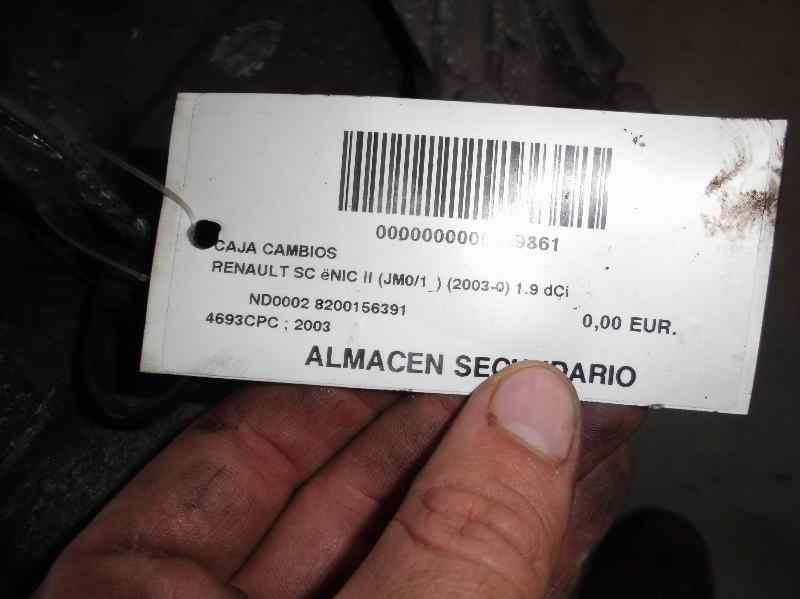 CAJA CAMBIOS
RENAULT SC ëNIC II (JM0/1_) (2003-0) 1.9 dCi
ND0002 8200156391
0,00 EUR.
4693CPC ; 2003
ALMACEN